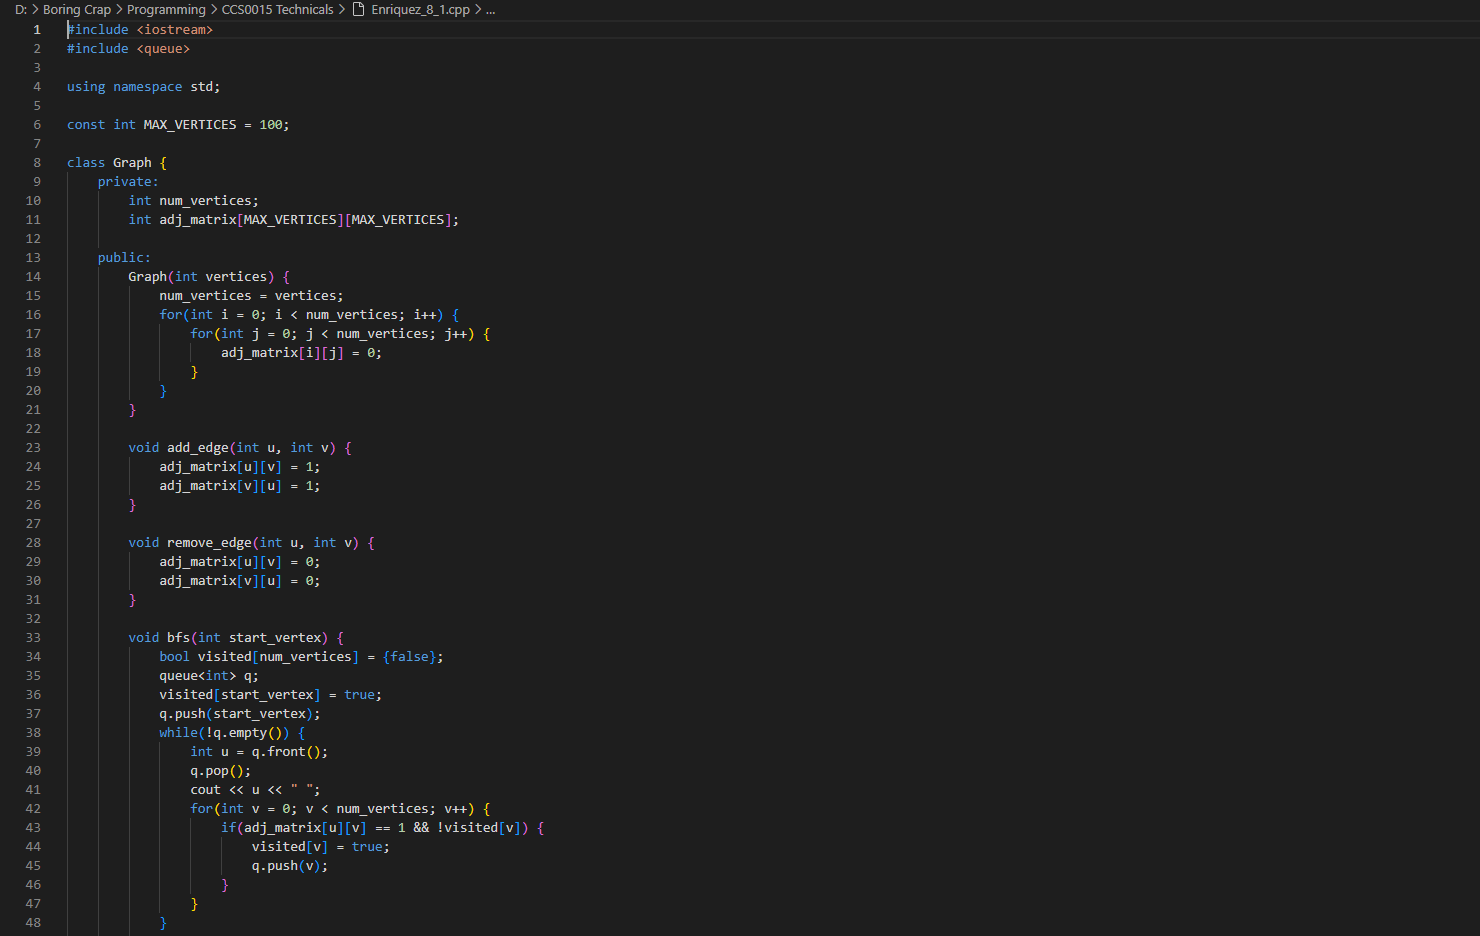 D: > Boring Crap > Programming > CCS0015 Technicals > Enriquez_8_1.cpp > ...
1 #include <iostream>
2 #include <queue>
3
4 using namespace std;
5
6 const int MAX_VERTICES = 100;
7
8 class Graph {
9     private:
10         int num_vertices;
11         int adj_matrix[MAX_VERTICES][MAX_VERTICES];
12
13     public:
14         Graph(int vertices) {
15             num_vertices = vertices;
16             for(int i = 0; i < num_vertices; i++) {
17                 for(int j = 0; j < num_vertices; j++) {
18                     adj_matrix[i][j] = 0;
19                 }
20             }
21         }
22
23         void add_edge(int u, int v) {
24             adj_matrix[u][v] = 1;
25             adj_matrix[v][u] = 1;
26         }
27
28         void remove_edge(int u, int v) {
29             adj_matrix[u][v] = 0;
30             adj_matrix[v][u] = 0;
31         }
32
33         void bfs(int start_vertex) {
34             bool visited[num_vertices] = {false};
35             queue<int> q;
36             visited[start_vertex] = true;
37             q.push(start_vertex);
38             while(!q.empty()) {
39                 int u = q.front();
40                 q.pop();
41                 cout << u << " ";
42                 for(int v = 0; v < num_vertices; v++) {
43                     if(adj_matrix[u][v] == 1 && !visited[v]) {
44                         visited[v] = true;
45                         q.push(v);
46                     }
47                 }
48             }